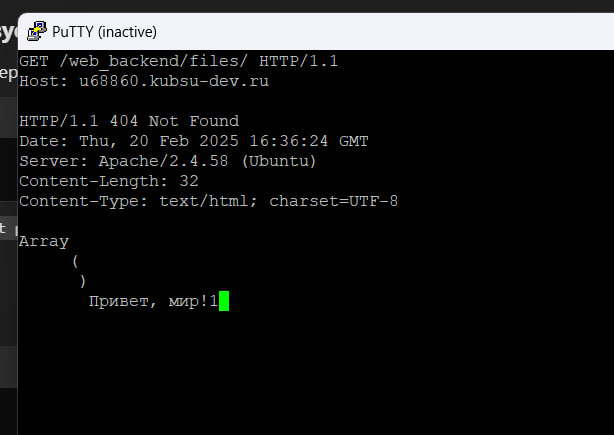 PuTTY (inactive)
GET /web_backend/files/ HTTP/1.1
Host: u68860.kubsu-dev.ru
HTTP/1.1 404 Not Found
Date: Thu, 20 Feb 2025 16:36:24 GMT
Server: Apache/2.4.58 (Ubuntu)
Content-Length: 32
Content-Type: text/html; charset=UTF-8
Array
(
)
Привет, мир!1